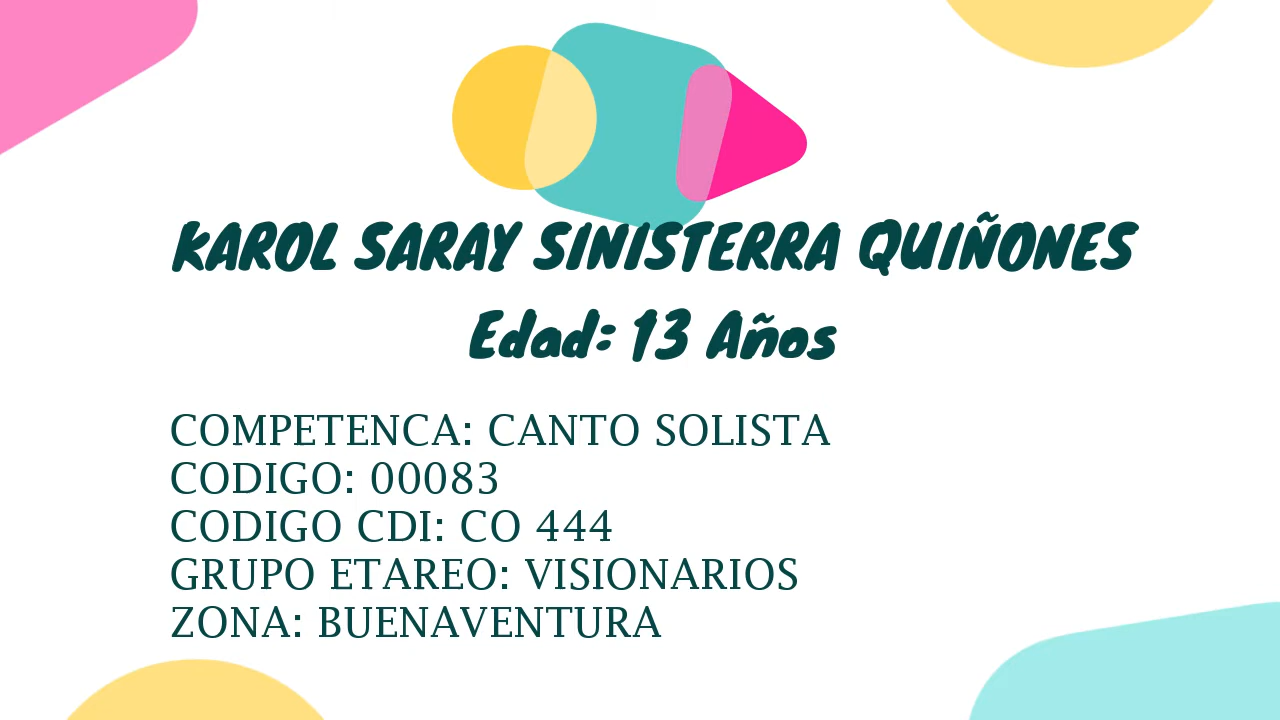 KAROL SARAY SINISTERRA QUIÑONES
Edad: 13 Años
COMPETENCA: CANTO SOLISTA
CODIGO: 00083
CODIGO CDI: CO 444
GRUPO ETAREO: VISIONARIOS
ZONA: BUENAVENTURA